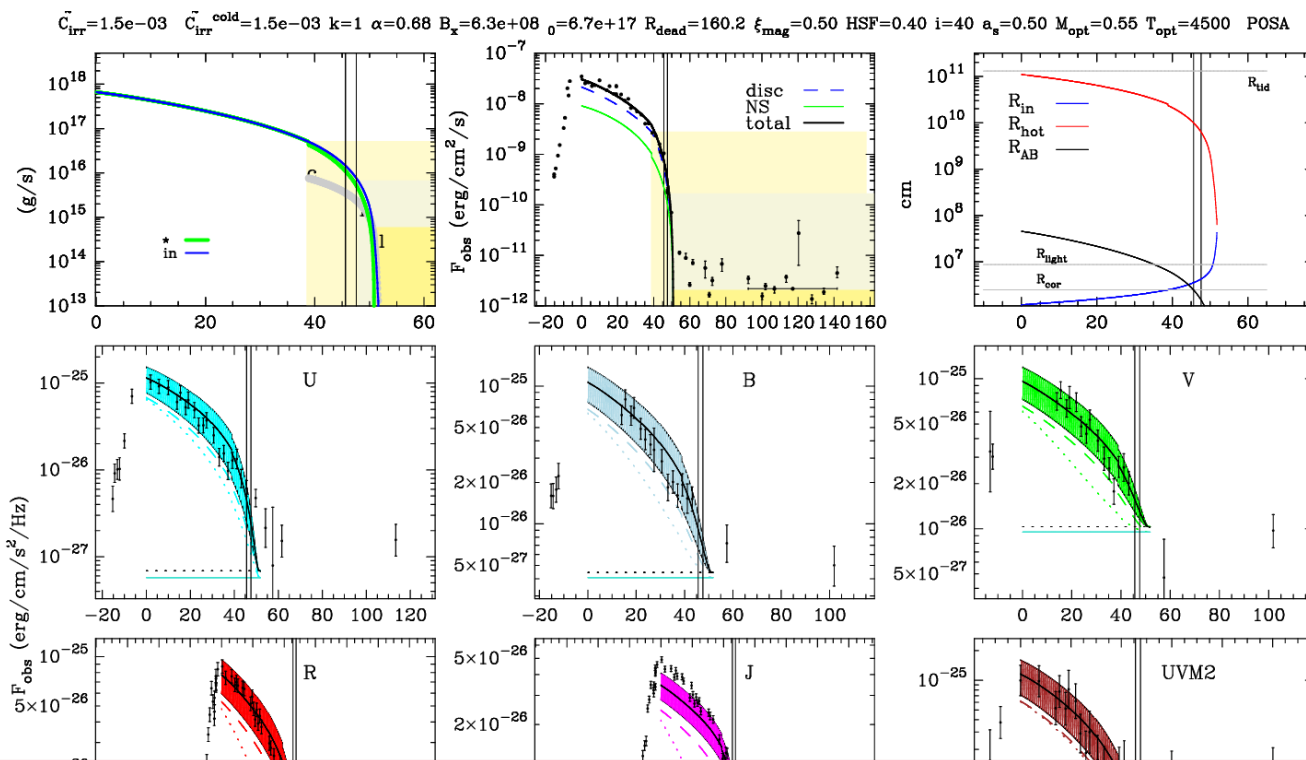 C̃irr=1.5e−03 C̃irr^cold=1.5e−03 k=1 α=0.68 Bx=6.3e+08 0=6.7e+17 Rdead=160.2 ξmag=0.50 HSF=0.40 i=40 as=0.50 Mopt=0.55 Topt=4500 POSA
10^18
10^17
10^16
10^15
10^14
10^13
(g/s)
*
in
l
0 20 40 60
10^−7
10^−8
10^−9
10^−10
10^−11
10^−12
Fobs (erg/cm^2/s)
disc
NS
total
−20 0 20 40 60 80 100 120 140 160
10^11
10^10
10^9
10^8
10^7
cm
Rin
Rhot
RAB
Rtid
Rlight
Rcor
0 20 40 60
10^−25
10^−26
10^−27
U
−20 0 20 40 60 80 100 120
10^−25
5×10^−26
2×10^−26
10^−26
5×10^−27
B
−20 0 20 40 60 80 100
10^−25
5×10^−26
2×10^−26
10^−26
5×10^−27
V
0 20 40 60 80 100
Fobs (erg/cm/s^2/Hz)
10^−25
5×10^−26
R
5×10^−26
2×10^−26
J
10^−25
UVM2